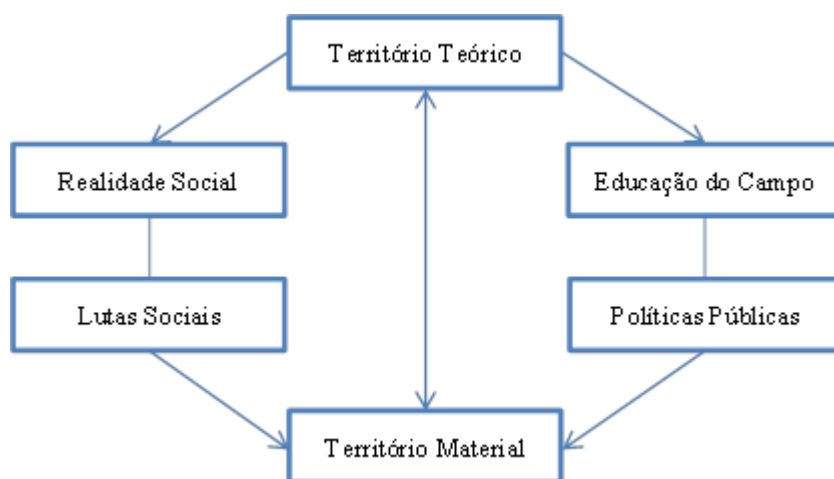 Território Teórico
Realidade Social
Educação do Campo
Lutas Sociais
Políticas Públicas
Território Material